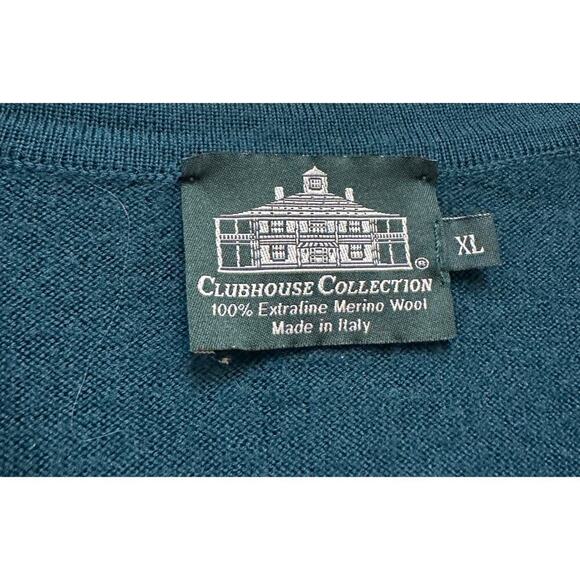 ®
CLUBHOUSE COLLECTION
100% Extrafine Merino Wool
Made in Italy
XL